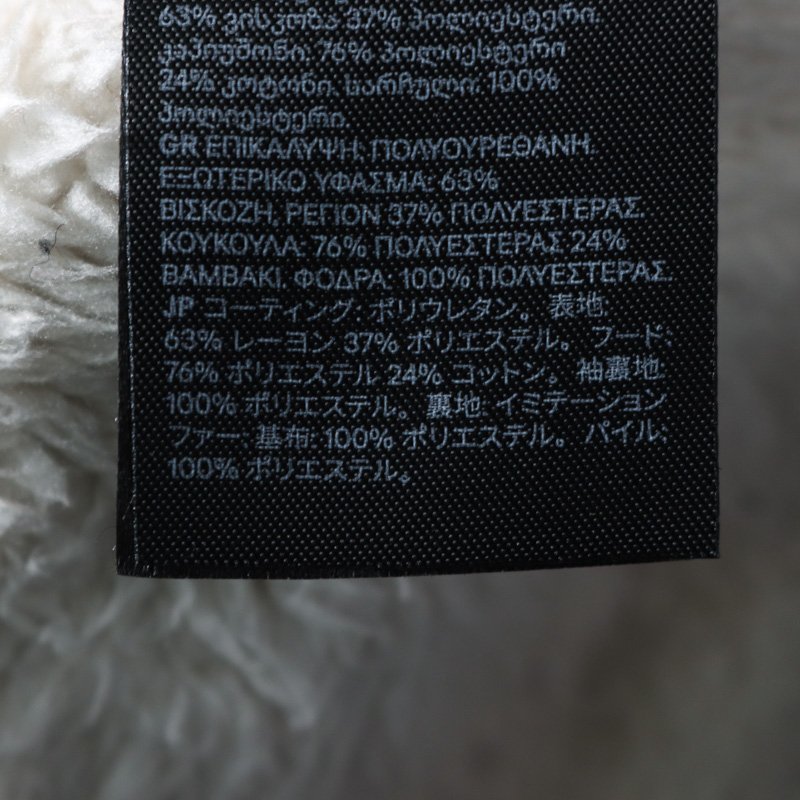 63% ვისკოზა 37% პოლიესტერი.
კაპიუშონი: 76% პოლიესტერი
24% კოტონი. სარჩული: 100%
პოლიესტერი.
GR ΕΠΙΚΑΛΥΨΗ: ΠΟΛΥΟΥΡΕΘΑΝΗ.
ΕΞΩΤΕΡΙΚΟ ΥΦΑΣΜΑ: 63%
ΒΙΣΚΟΖΗ, ΡΕΓΙΟΝ 37% ΠΟΛΥΕΣΤΕΡΑΣ.
ΚΟΥΚΟΥΛΑ: 76% ΠΟΛΥΕΣΤΕΡΑΣ 24%
ΒΑΜΒΑΚΙ. ΦΟΔΡΑ: 100% ΠΟΛΥΕΣΤΕΡΑΣ.
JP コーティング: ポリウレタン。 表地:
63% レーヨン 37% ポリエステル。 フード:
76% ポリエステル 24% コットン。 袖裏地:
100% ポリエステル。 裏地: イミテーション
ファー: 基布: 100% ポリエステル。 パイル:
100% ポリエステル。